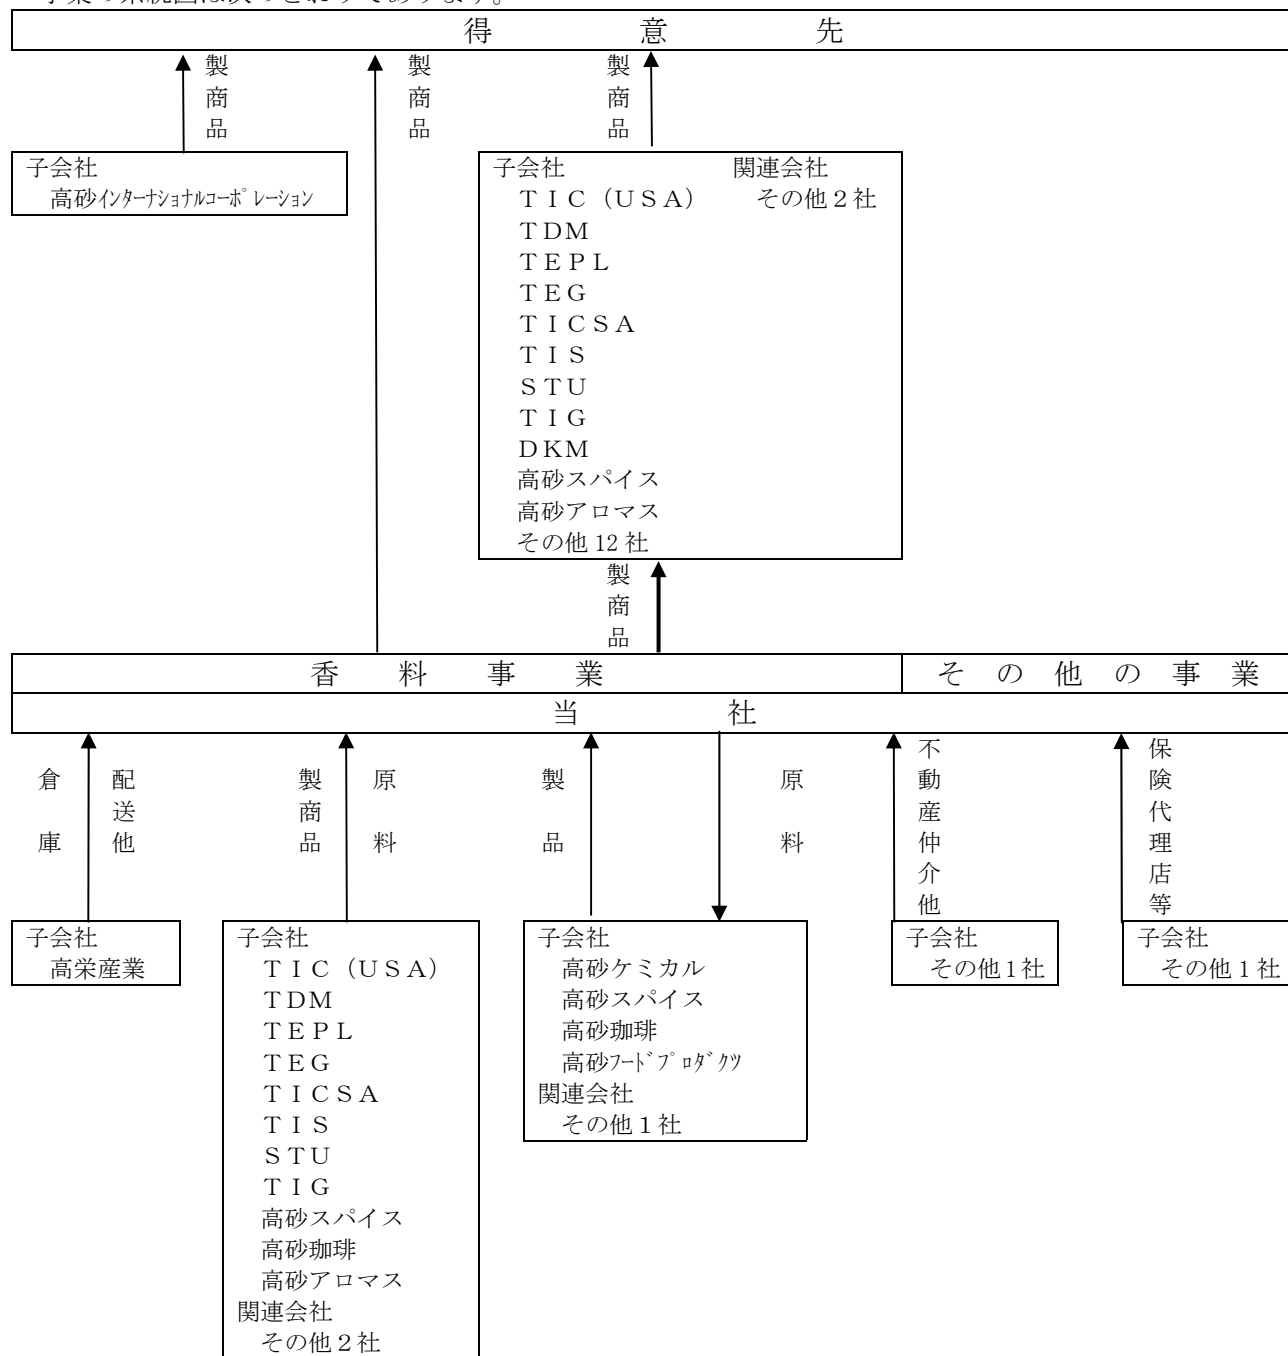 事業の系統図は次のとおりであります。
得意先
製商品
製商品
製商品
子会社
高砂ｲﾝﾀｰﾅｼｮﾅﾙｺｰﾎﾟﾚｰｼｮﾝ
子会社 関連会社
ＴＩＣ（ＵＳＡ） その他２社
ＴＤＭ
ＴＥＰＬ
ＴＥＧ
ＴＩＣＳＡ
ＴＩＳ
ＳＴＵ
ＴＩＧ
ＤＫＭ
高砂スパイス
高砂アロマス
その他 12 社
製商品
香料事業 その他の事業
当社
倉庫
配送他
製商品
原料
製品
原料
不動産仲介他
保険代理店等
子会社
高栄産業
子会社
ＴＩＣ（ＵＳＡ）
ＴＤＭ
ＴＥＰＬ
ＴＥＧ
ＴＩＣＳＡ
ＴＩＳ
ＳＴＵ
ＴＩＧ
高砂スパイス
高砂珈琲
高砂アロマス
関連会社
その他２社
子会社
高砂ケミカル
高砂スパイス
高砂珈琲
高砂ﾌｰﾄﾞﾌﾟﾛﾀﾞｸﾂ
関連会社
その他１社
子会社
その他１社
子会社
その他１社